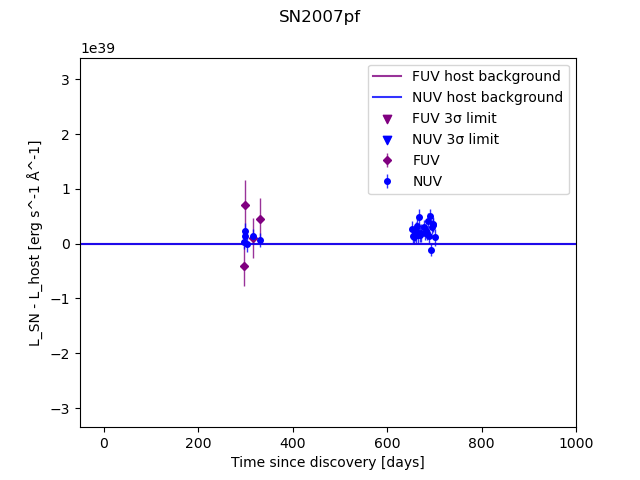 SN2007pf
1e39
FUV host background
NUV host background
FUV 3σ limit
NUV 3σ limit
FUV
NUV
3
2
1
0
−1
−2
−3
L_SN - L_host [erg s^-1 Å^-1]
0 200 400 600 800 1000
Time since discovery [days]